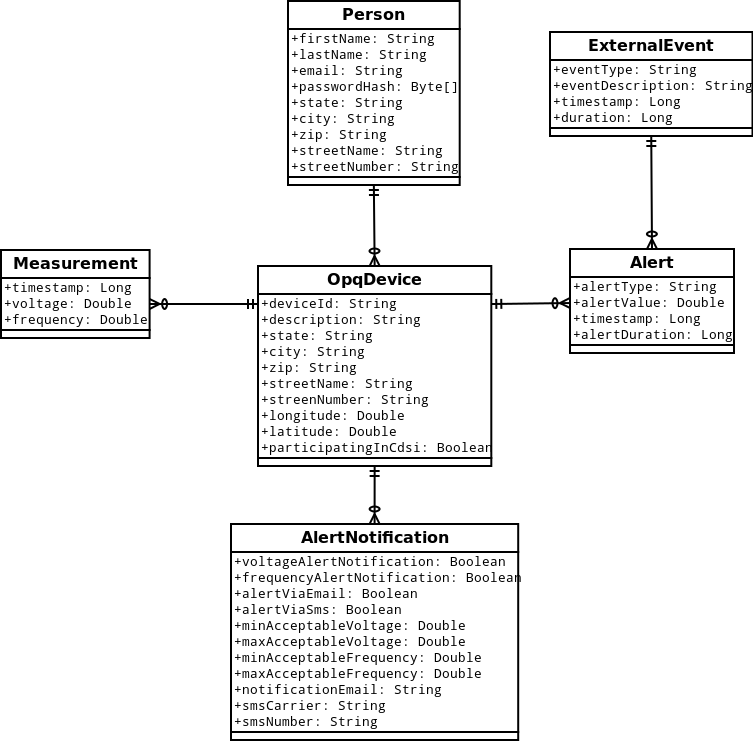 Person
+firstName: String
+lastName: String
+email: String
+passwordHash: Byte[]
+state: String
+city: String
+zip: String
+streetName: String
+streetNumber: String
ExternalEvent
+eventType: String
+eventDescription: String
+timestamp: Long
+duration: Long
Measurement
+timestamp: Long
+voltage: Double
+frequency: Double
OpqDevice
+deviceId: String
+description: String
+state: String
+city: String
+zip: String
+streetName: String
+streenNumber: String
+longitude: Double
+latitude: Double
+participatingInCdsi: Boolean
Alert
+alertType: String
+alertValue: Double
+timestamp: Long
+alertDuration: Long
AlertNotification
+voltageAlertNotification: Boolean
+frequencyAlertNotification: Boolean
+alertViaEmail: Boolean
+alertViaSms: Boolean
+minAcceptableVoltage: Double
+maxAcceptableVoltage: Double
+minAcceptableFrequency: Double
+maxAcceptableFrequency: Double
+notificationEmail: String
+smsCarrier: String
+smsNumber: String